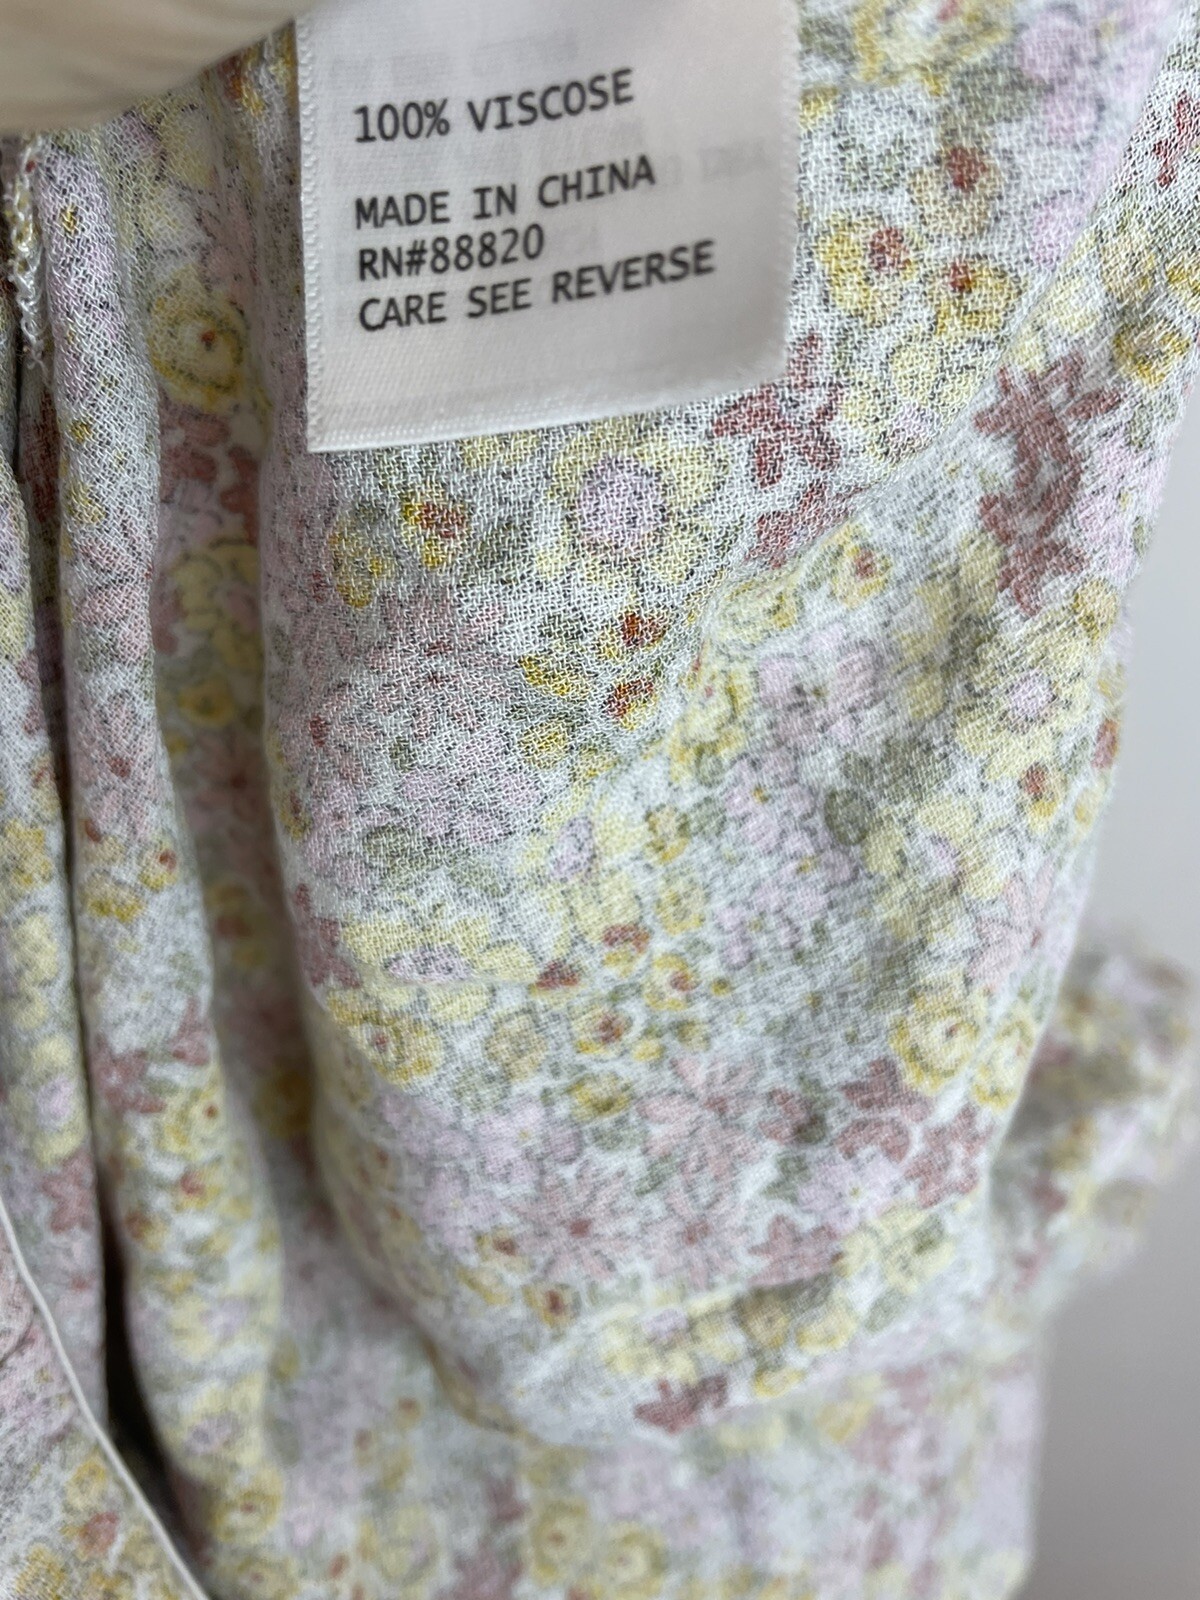 100% VISCOSE
MADE IN CHINA
RN#88820
CARE SEE REVERSE